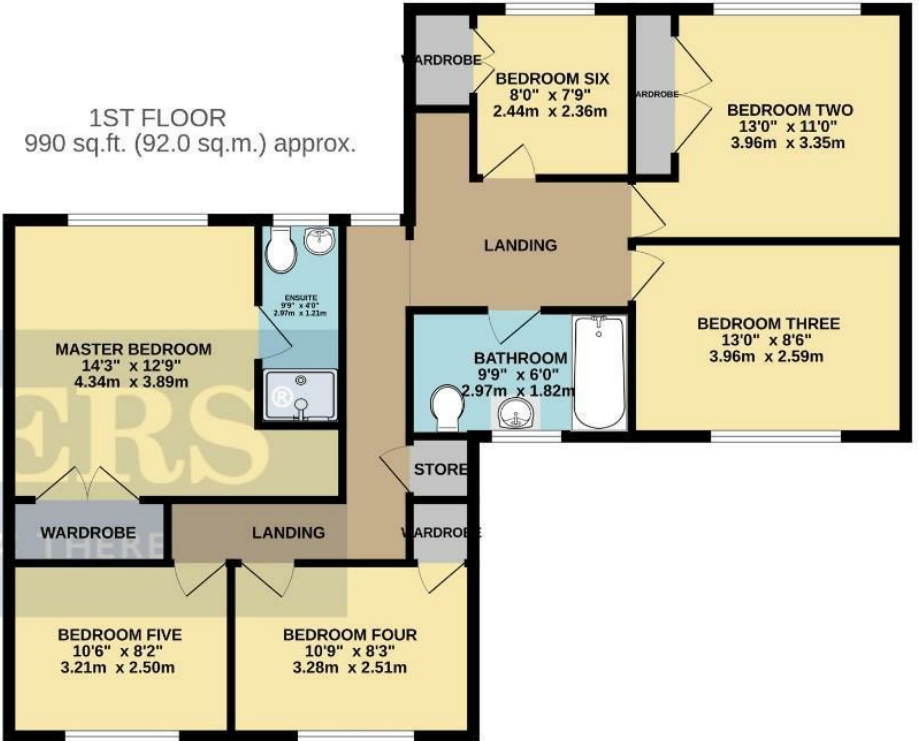 1ST FLOOR
990 sq.ft. (92.0 sq.m.) approx.
WARDROBE
BEDROOM SIX
8'0" x 7'9"
2.44m x 2.36m
ARDROBE
BEDROOM TWO
13'0" x 11'0"
3.96m x 3.35m
LANDING
ENSUITE
9'9" x 4'0"
2.97m x 1.21m
MASTER BEDROOM
14'3" x 12'9"
4.34m x 3.89m
BATHROOM
9'9" x 6'0"
2.97m x 1.82m
BEDROOM THREE
13'0" x 8'6"
3.96m x 2.59m
®
ERS
STORE
WARDROBE
LANDING
WARDROBE
THERE
BEDROOM FIVE
10'6" x 8'2"
3.21m x 2.50m
BEDROOM FOUR
10'9" x 8'3"
3.28m x 2.51m